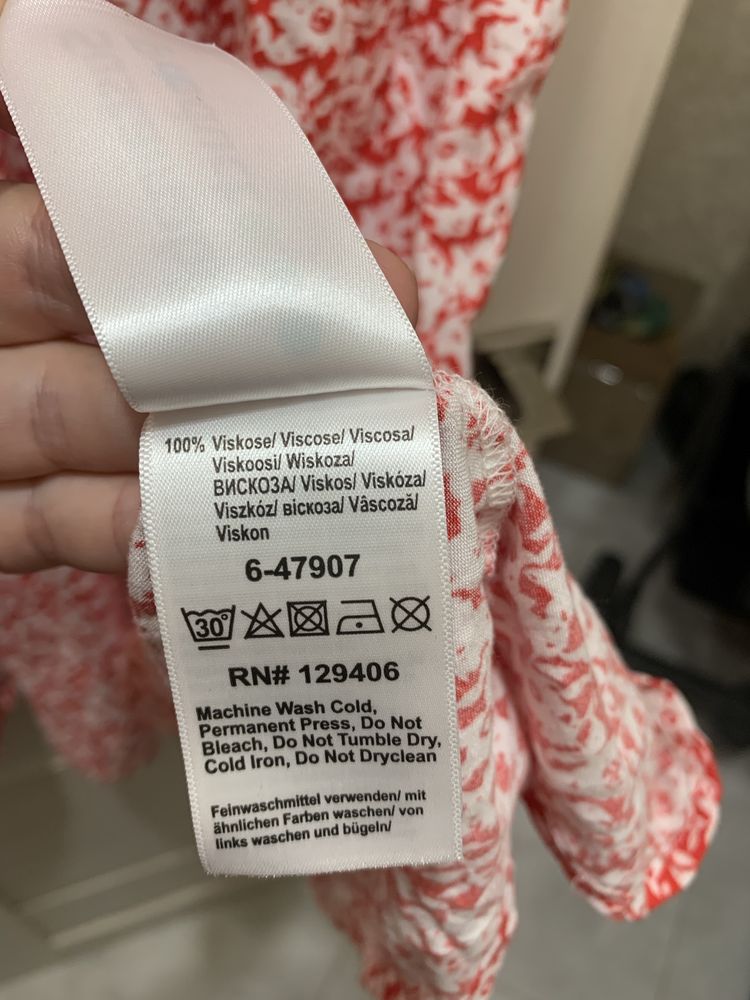 100% Viskose/ Viscose/ Viscosa/
Viskoosi/ Wiskoza/
ВИСКОЗА/ Viskos/ Viskóza/
Viszkóz/ віскоза/ Vâscoză/
Viskon
6-47907
30°
RN# 129406
Machine Wash Cold,
Permanent Press, Do Not
Bleach, Do Not Tumble Dry,
Cold Iron, Do Not Dryclean
Feinwaschmittel verwenden/ mit
ähnlichen Farben waschen/ von
links waschen und bügeln/